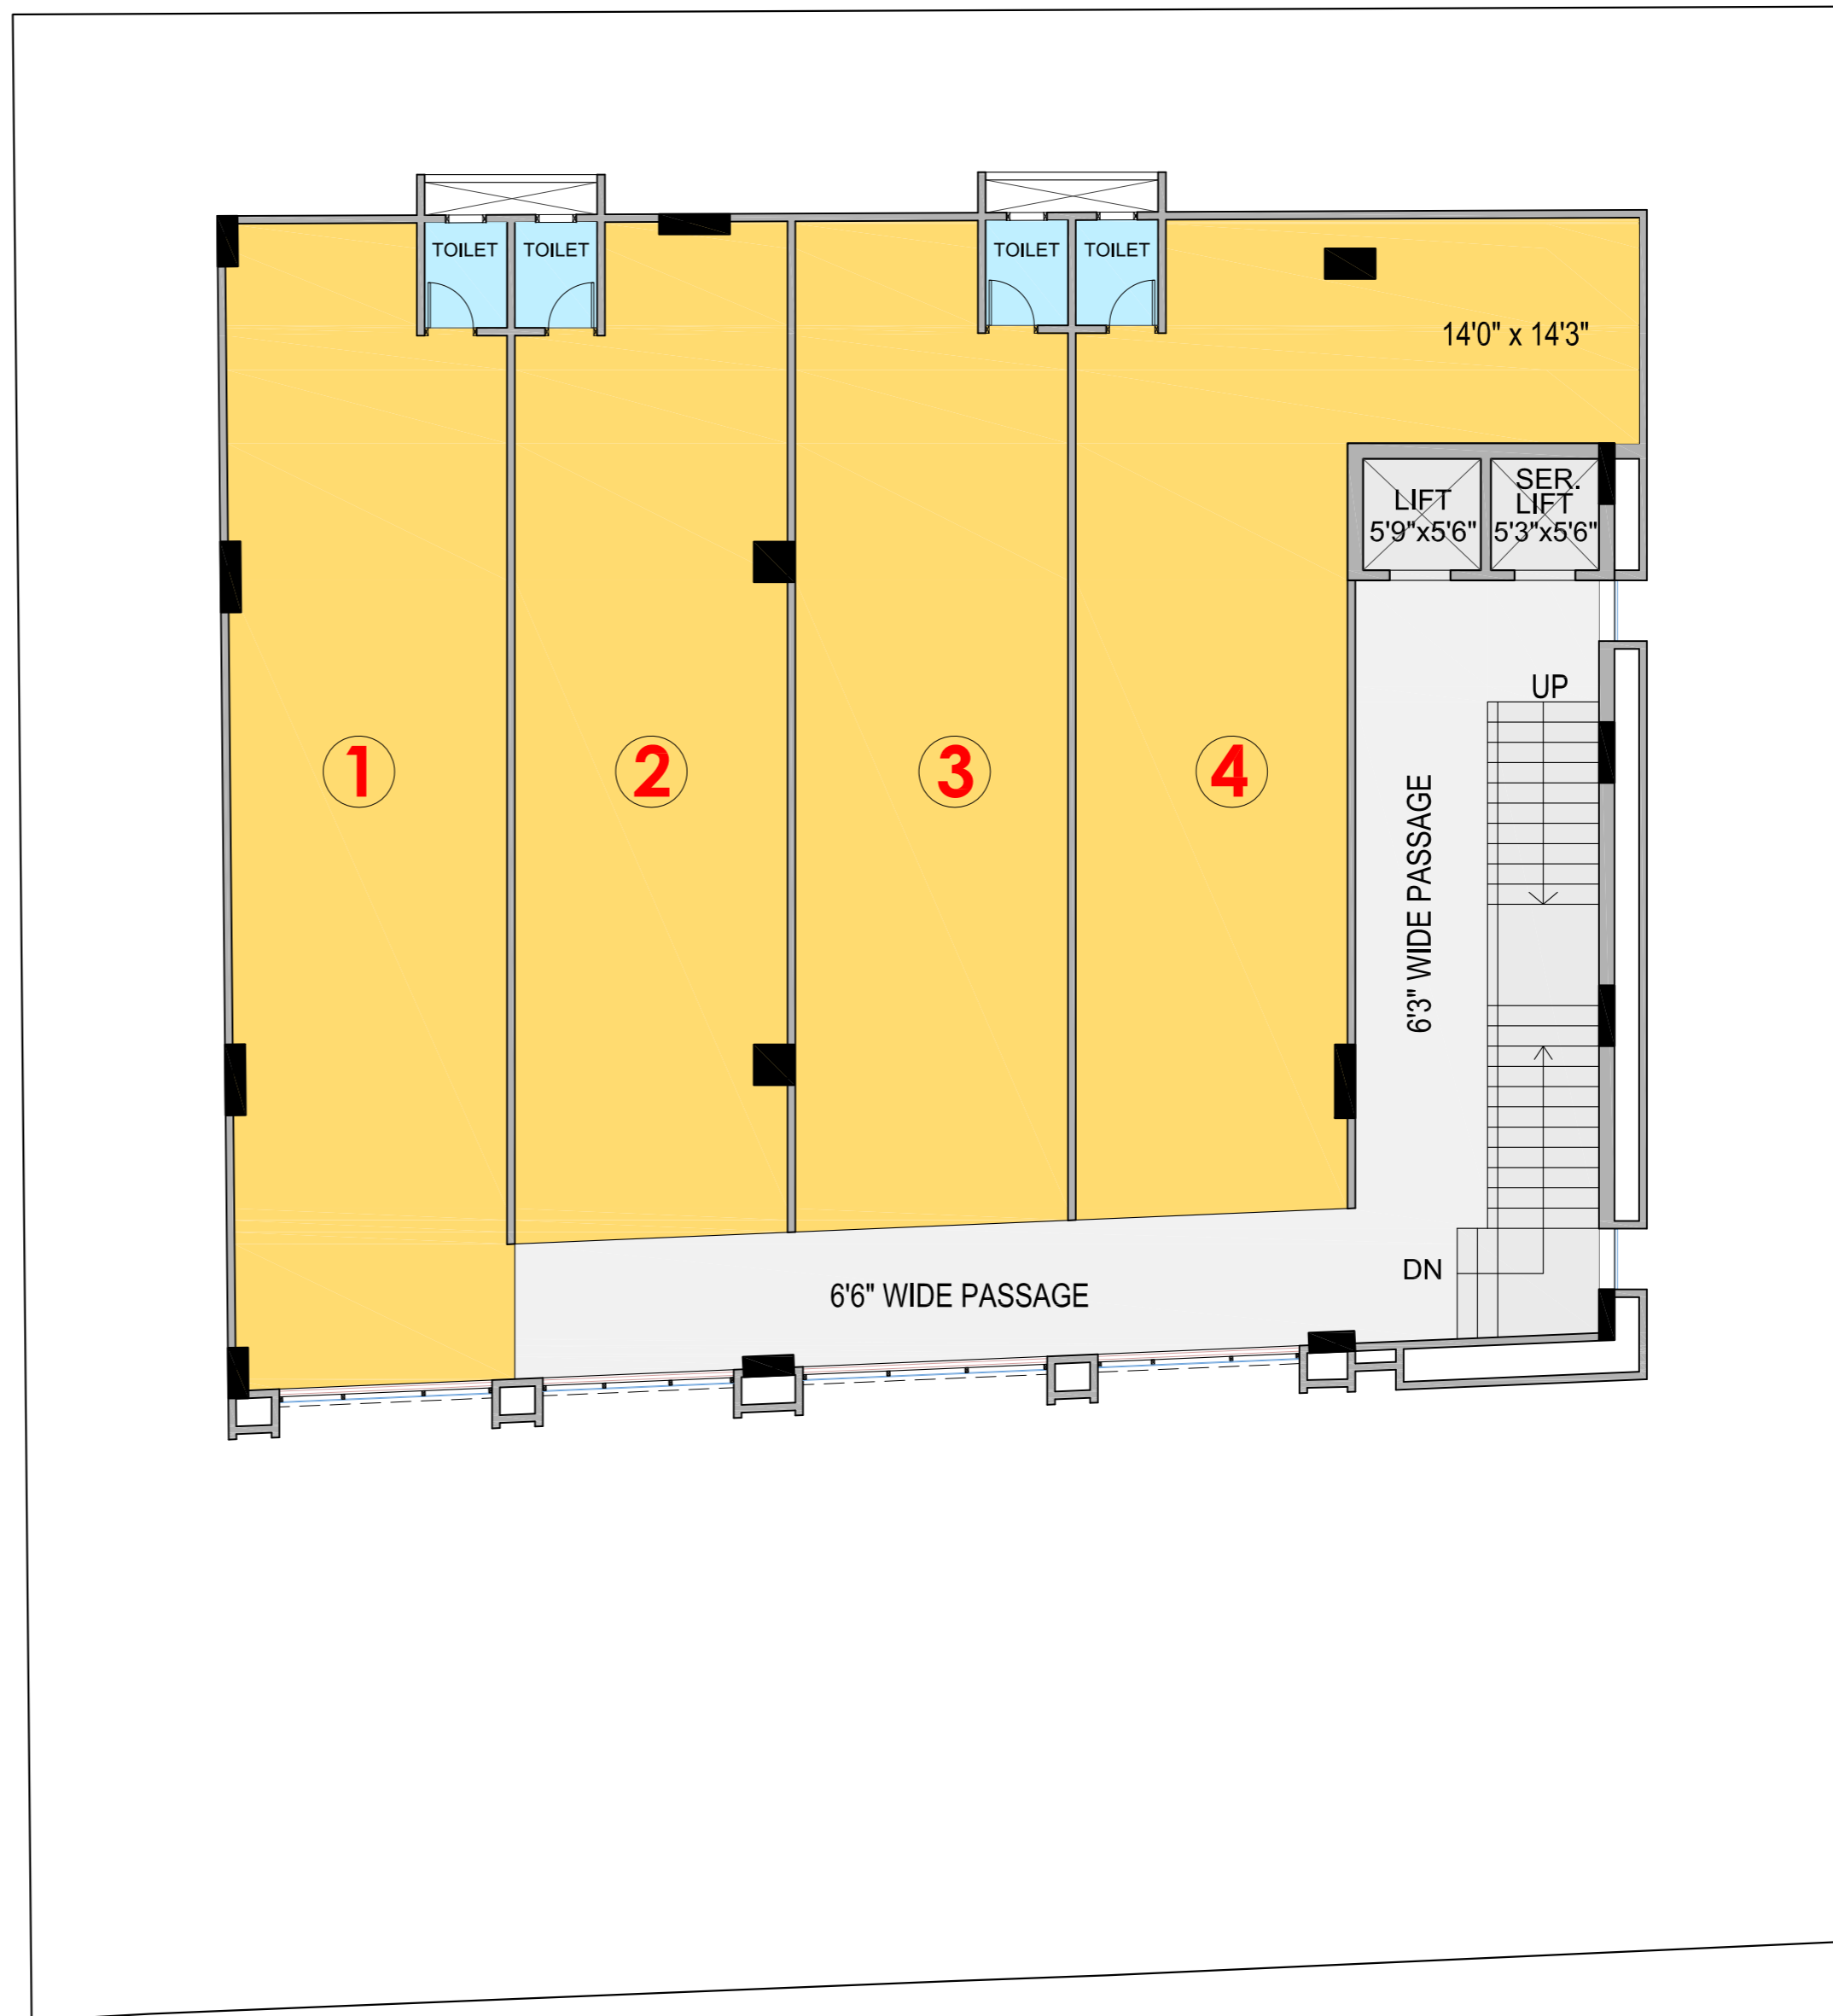 TOILET
TOILET
TOILET
TOILET
14'0" x 14'3"
LIFT
5'9"x5'6"
SER.
LIFT
5'3"x5'6"
UP
1
2
3
4
6'3" WIDE PASSAGE
DN
6'6" WIDE PASSAGE